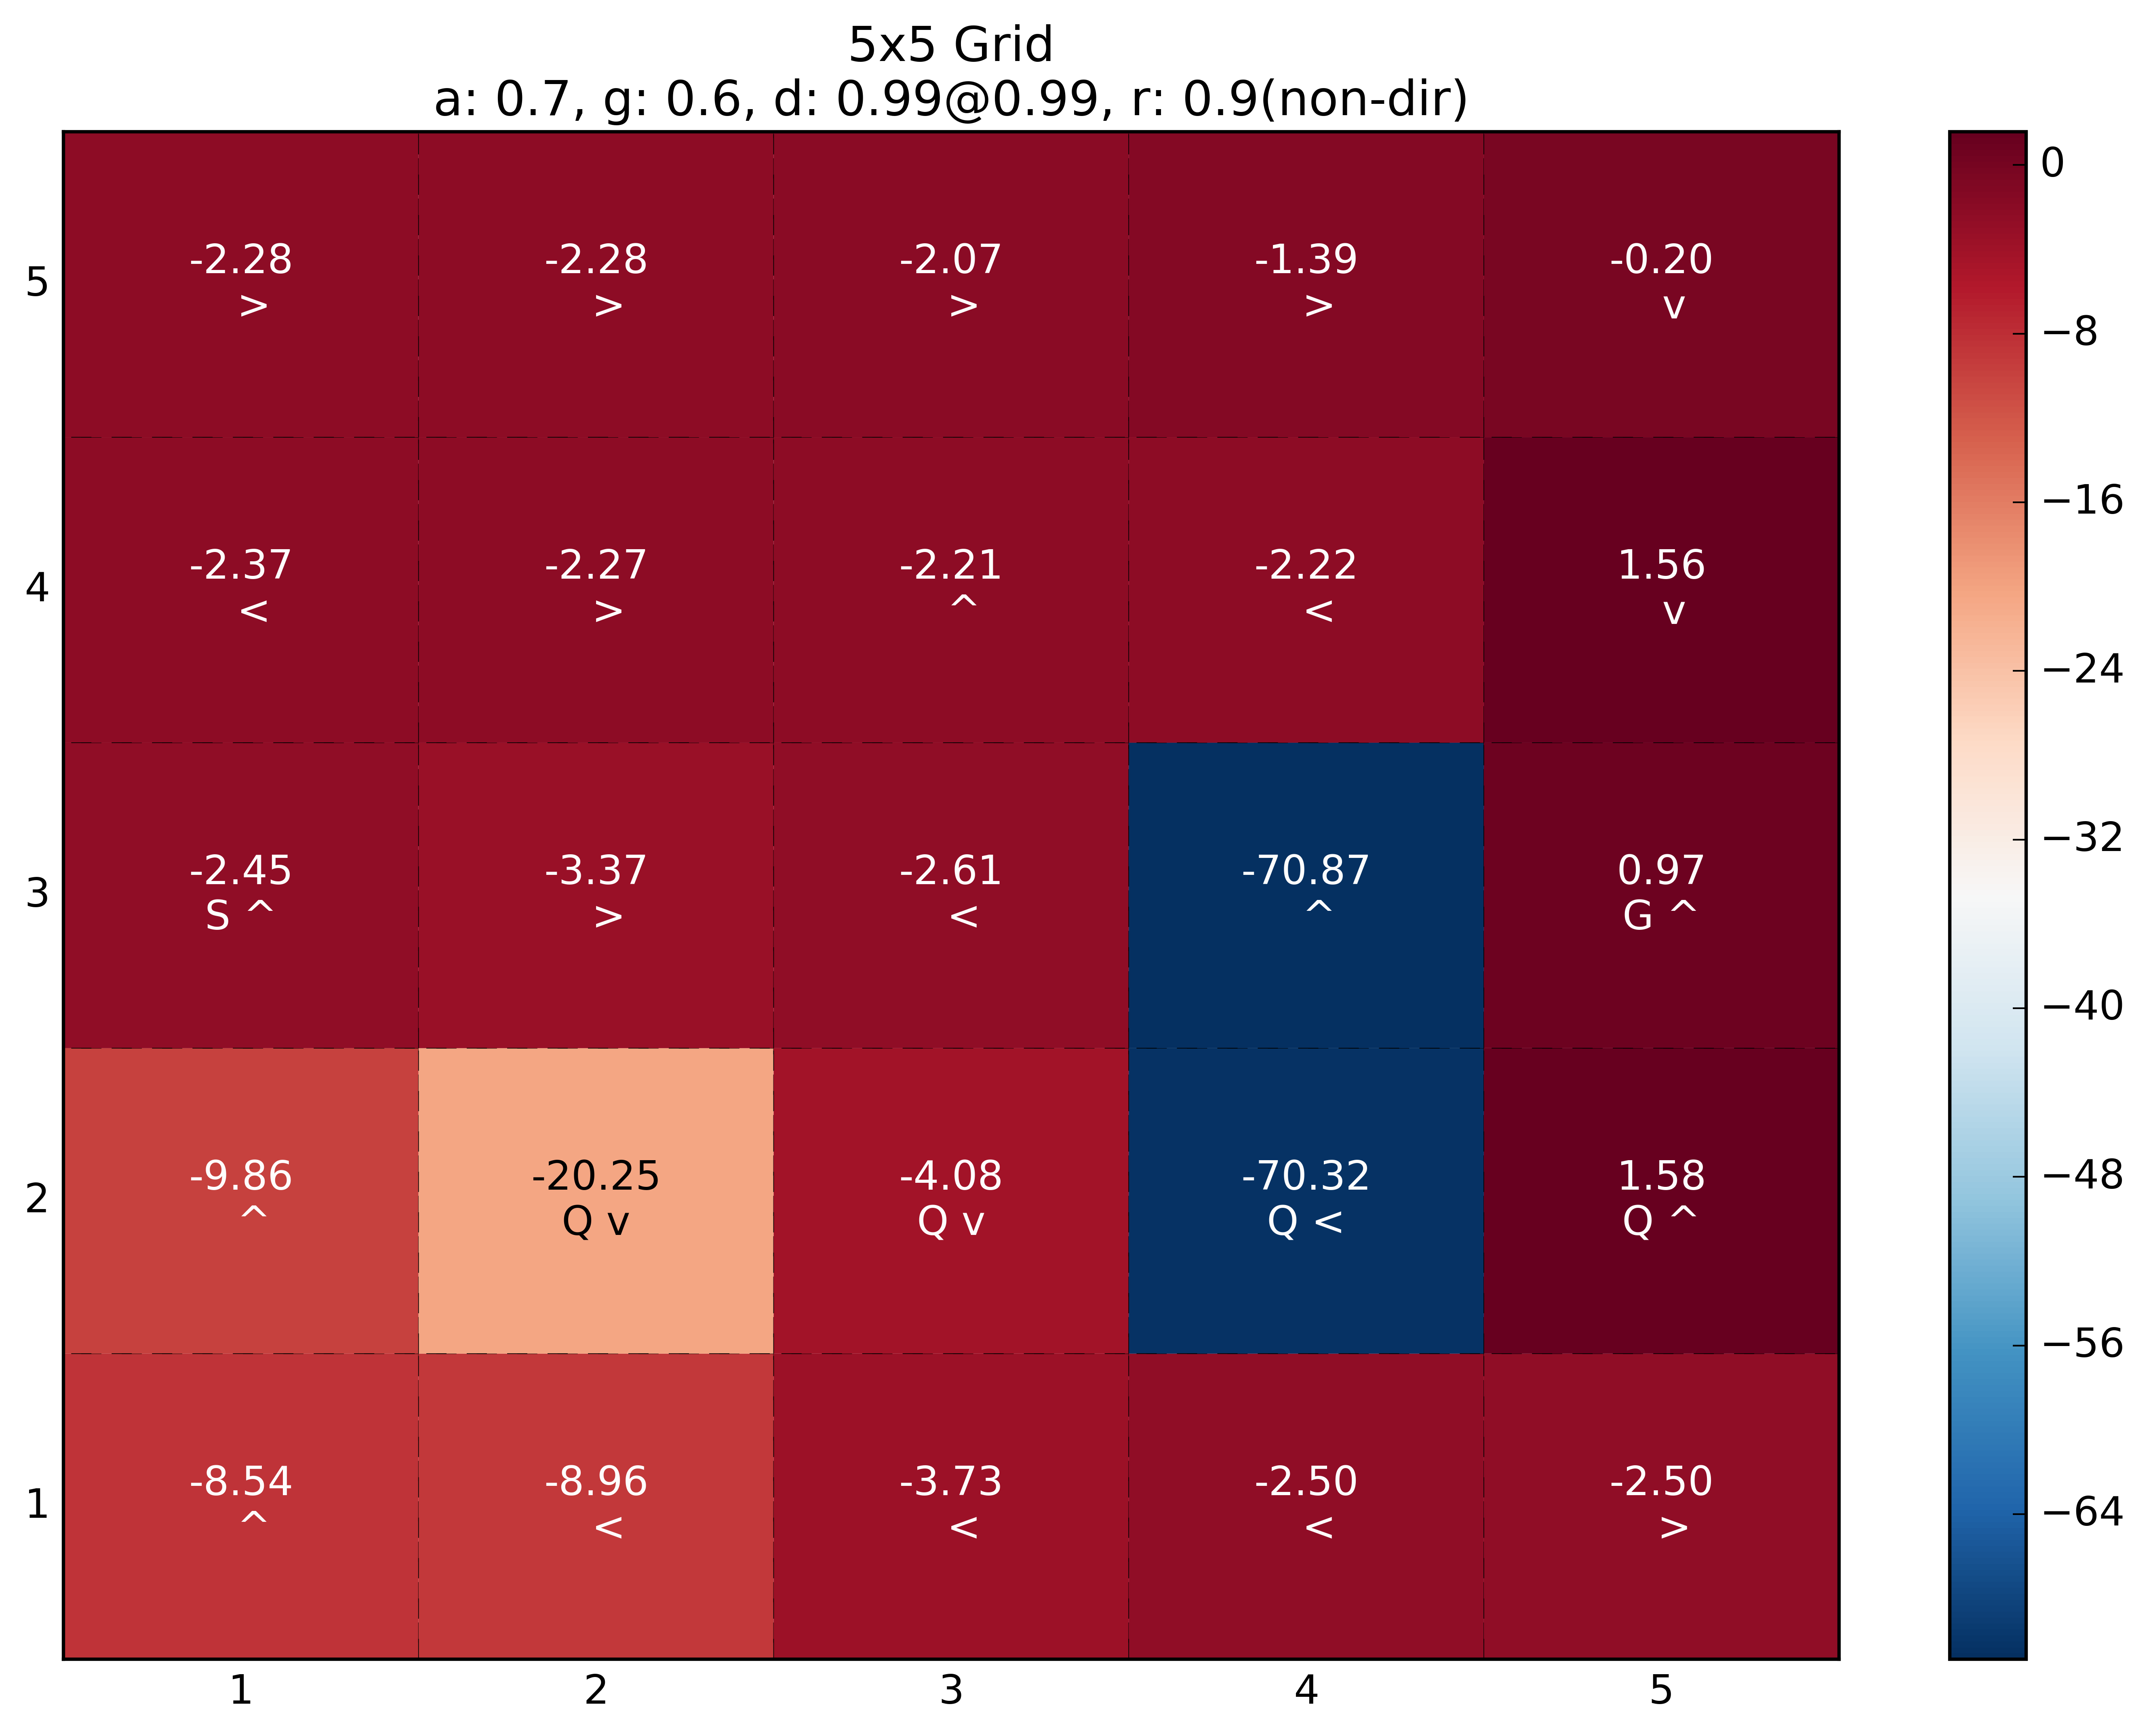 5x5 Grid
a: 0.7, g: 0.6, d: 0.99@0.99, r: 0.9(non-dir)
5
-2.28 -2.28 -2.07 -1.39 -0.20
> > > > v
4
-2.37 -2.27 -2.21 -2.22 1.56
< > ^ < v
3
-2.45 -3.37 -2.61 -70.87 0.97
S ^ > < ^ G ^
2
-9.86 -20.25 -4.08 -70.32 1.58
^ Q v Q v Q < Q ^
1
-8.54 -8.96 -3.73 -2.50 -2.50
^ < < < >
1 2 3 4 5
0
−8
−16
−24
−32
−40
−48
−56
−64